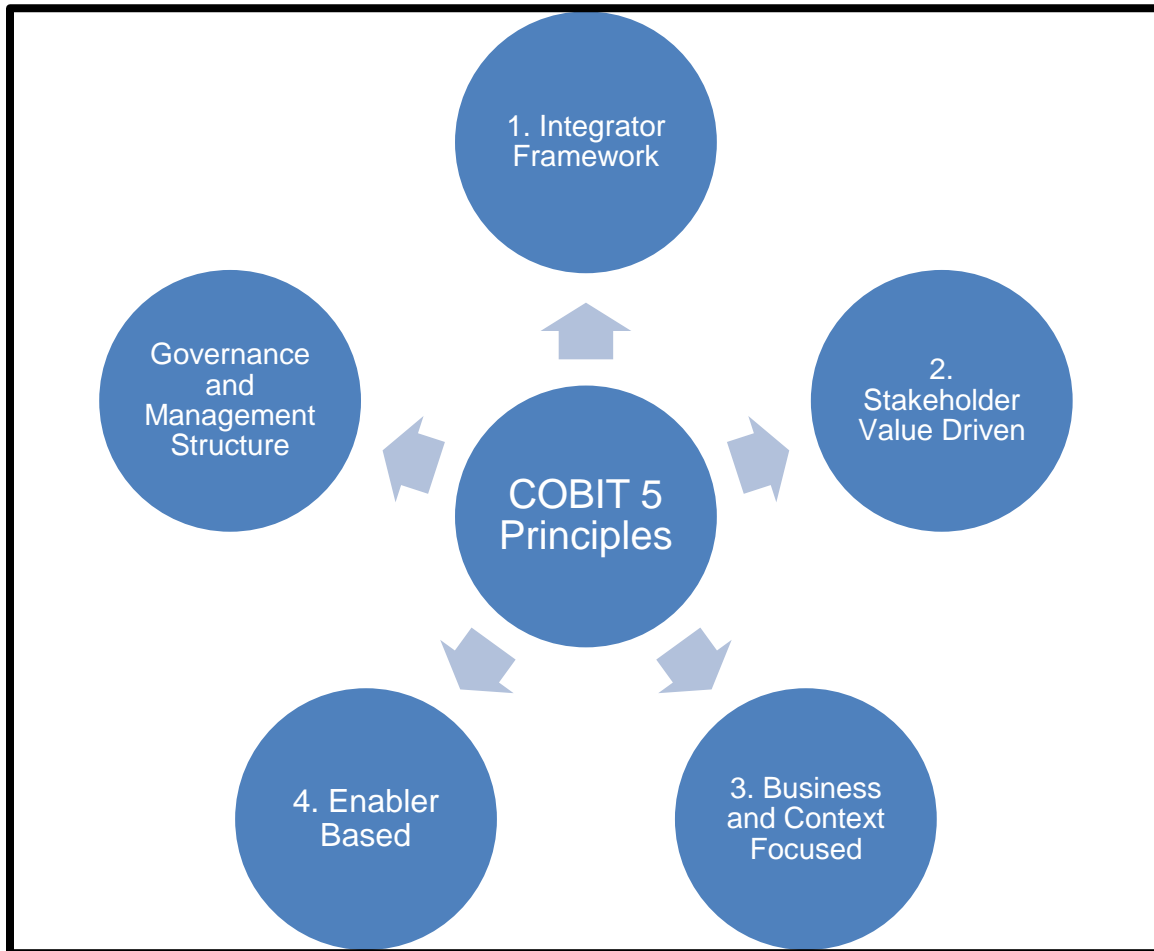 1. Integrator
Framework
2.
Stakeholder
Value Driven
3. Business
and Context
Focused
4. Enabler
Based
Governance
and
Management
Structure
COBIT 5
Principles